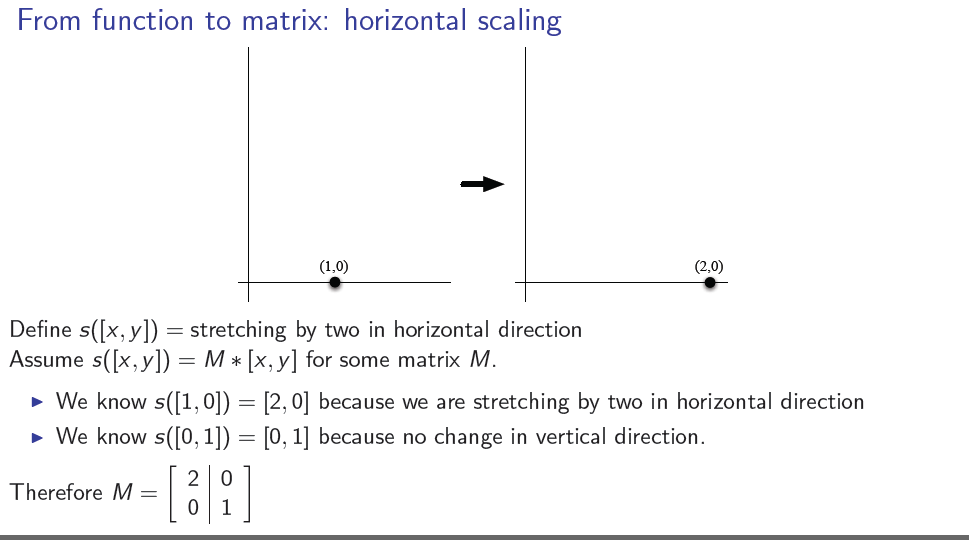 From function to matrix: horizontal scaling
(1,0)
(2,0)
Define s([x, y]) = stretching by two in horizontal direction
Assume s([x, y]) = M ∗ [x, y] for some matrix M.
▶ We know s([1, 0]) = [2, 0] because we are stretching by two in horizontal direction
▶ We know s([0, 1]) = [0, 1] because no change in vertical direction.
Therefore M = [ 2 | 0
0 | 1 ]